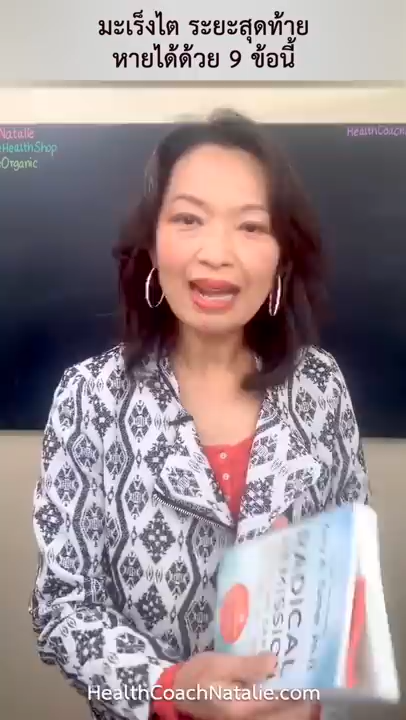 มะเร็งไต ระยะสุดท้าย
หายได้ด้วย 9 ข้อนี้
Natalie
HealthShop
Organic
HealthCoach
RADICAL
HealthCoachNatalie.com